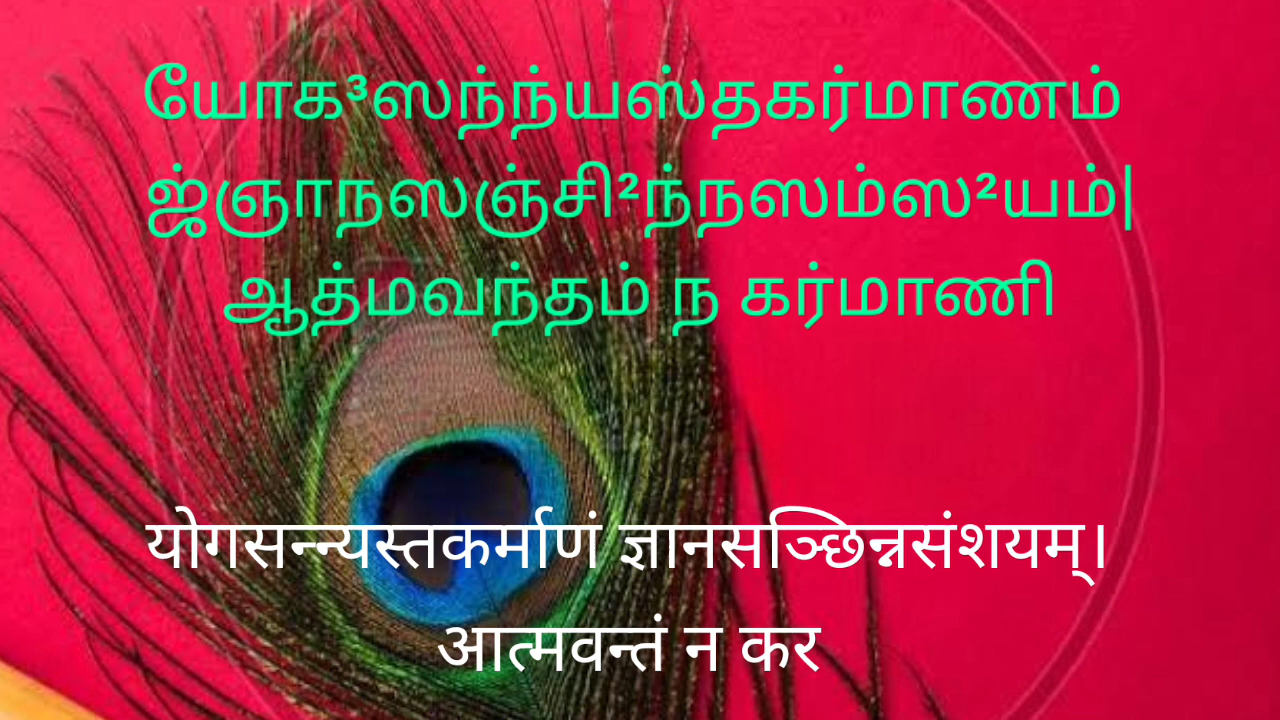 யோக³ஸந்ந்யஸ்தகர்மாணம்
ஜ்ஞாநஸஞ்சி²ந்நஸம்ஸ²யம்|
ஆத்மவந்தம் ந கர்மாணி
योगसन्न्यस्तकर्माणं ज्ञानसञ्छिन्नसंशयम्।
आत्मवन्तं न कर